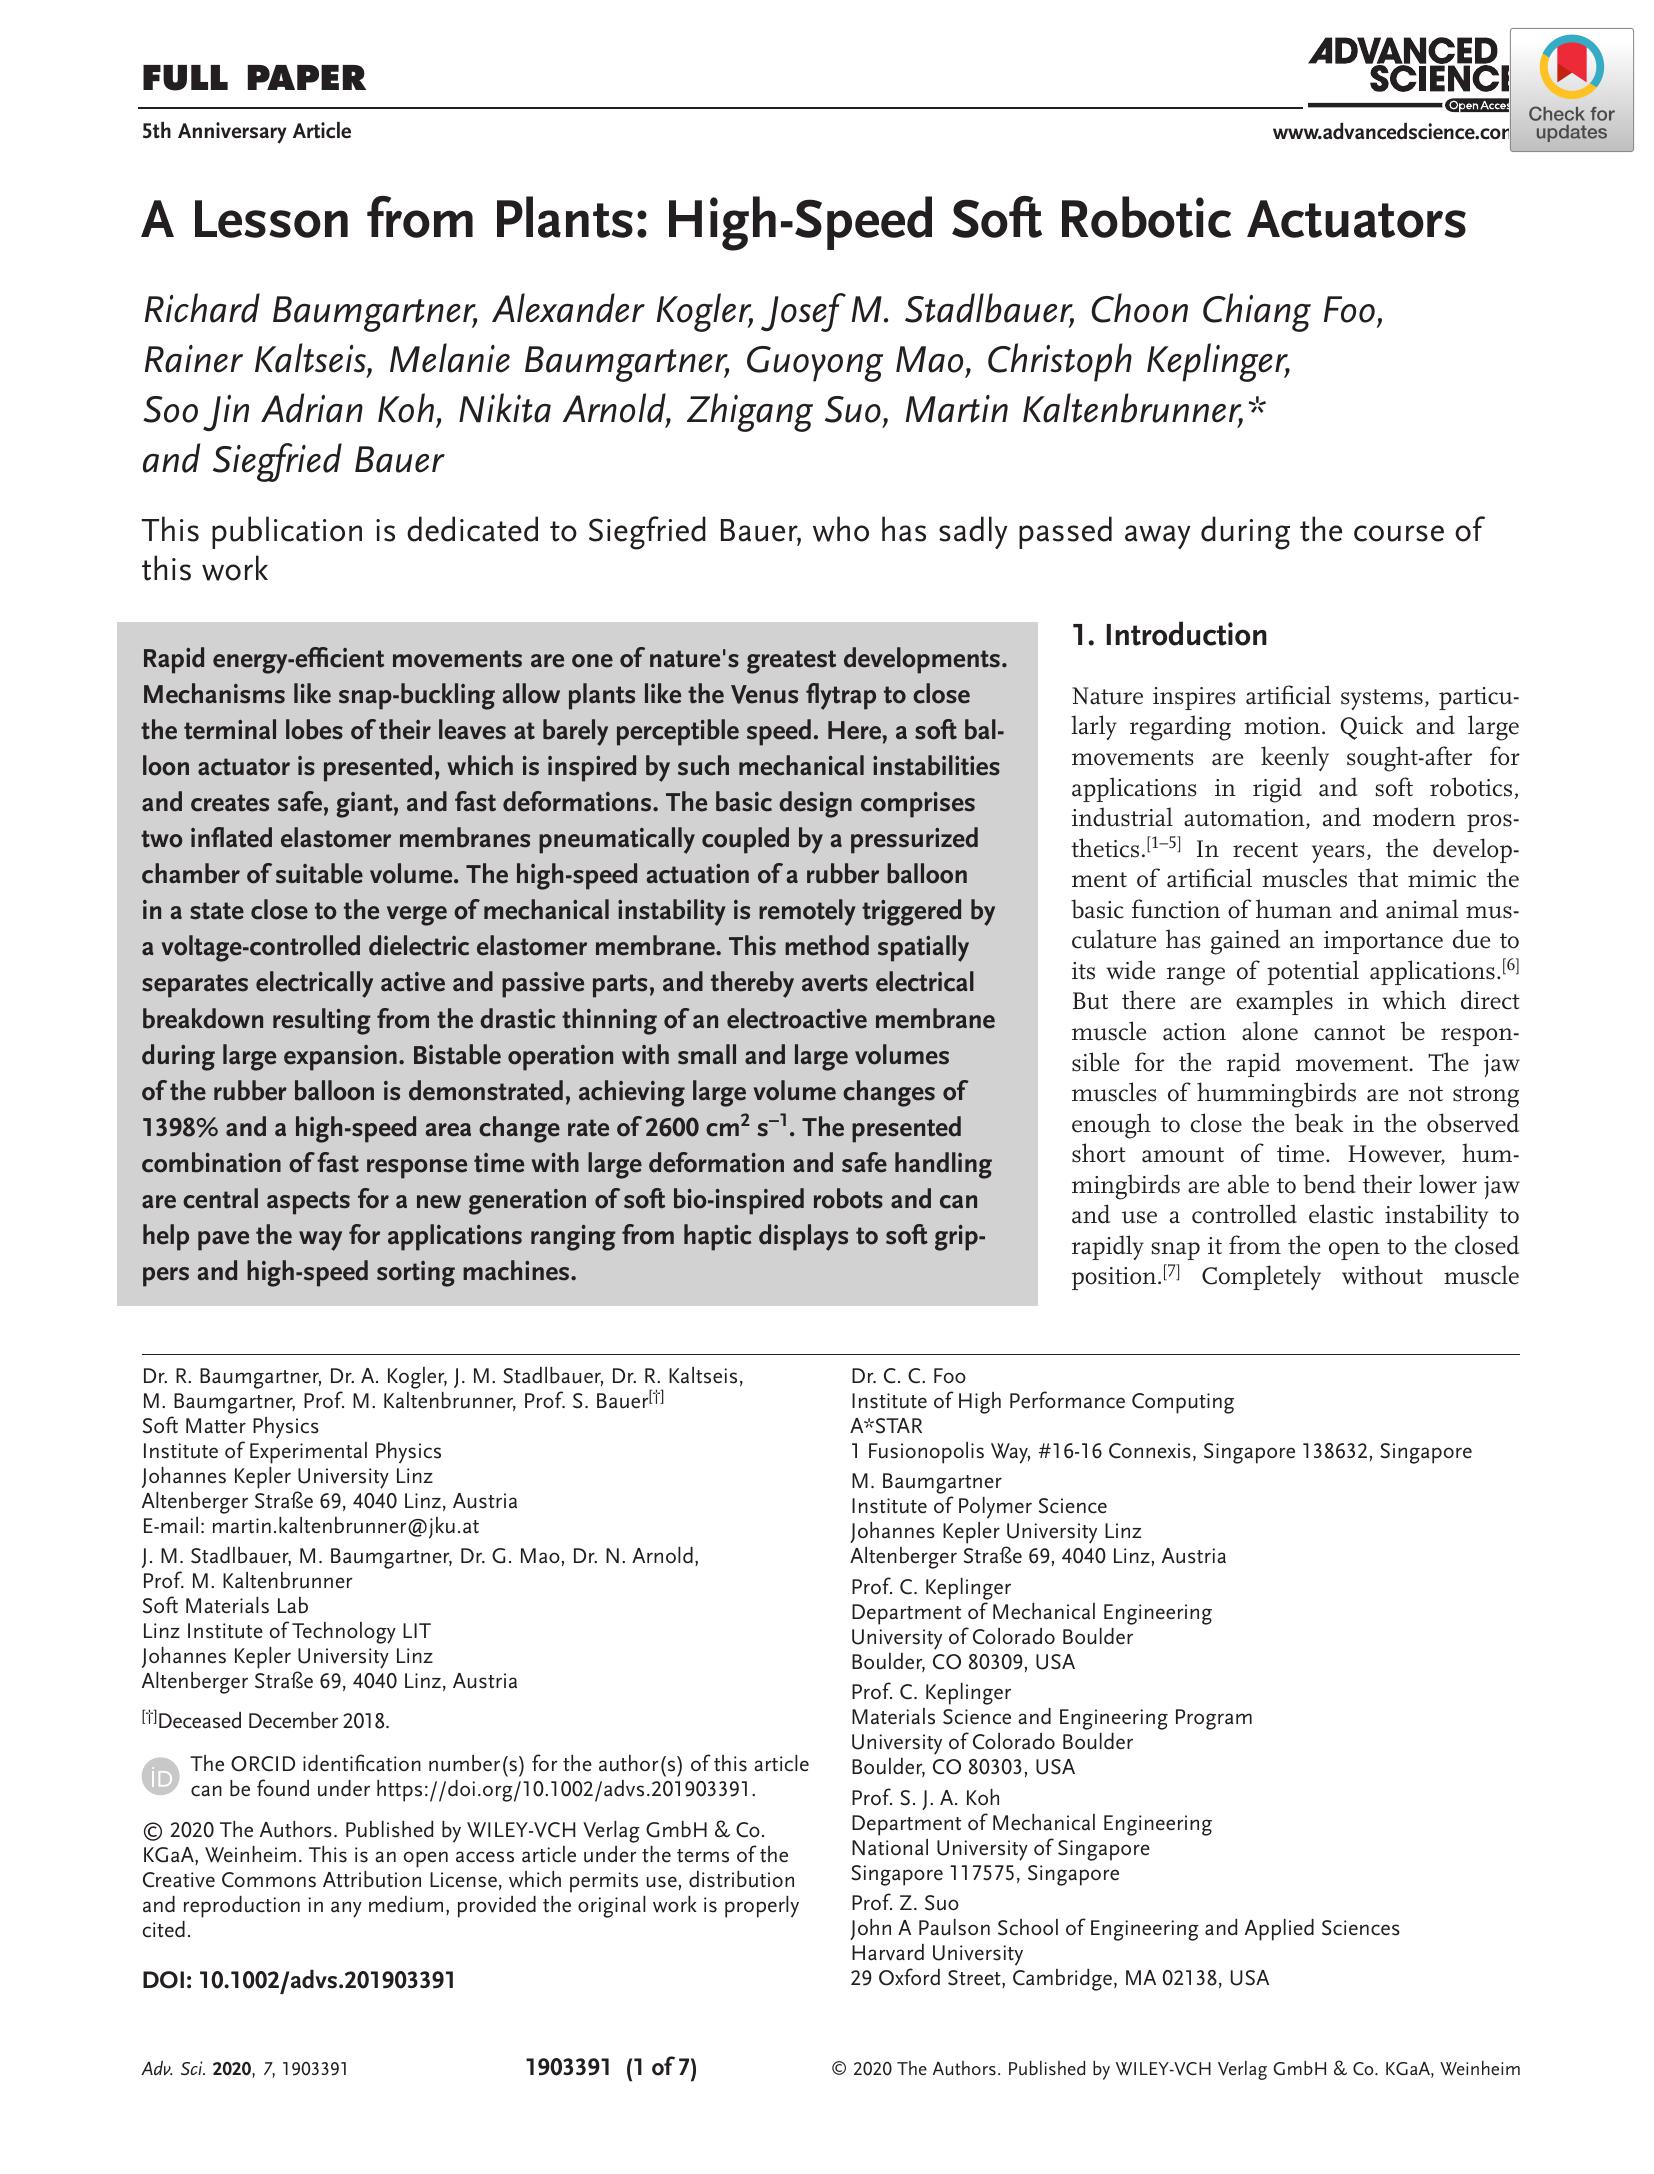 FULL PAPER
ADVANCED
SCIENCE
Open Acces
Check for
updates
5th Anniversary Article
www.advancedscience.com
A Lesson from Plants: High-Speed Soft Robotic Actuators
Richard Baumgartner, Alexander Kogler, Josef M. Stadlbauer, Choon Chiang Foo,
Rainer Kaltseis, Melanie Baumgartner, Guoyong Mao, Christoph Keplinger,
Soo Jin Adrian Koh, Nikita Arnold, Zhigang Suo, Martin Kaltenbrunner,*
and Siegfried Bauer
This publication is dedicated to Siegfried Bauer, who has sadly passed away during the course of
this work
Rapid energy-efficient movements are one of nature's greatest developments.
Mechanisms like snap-buckling allow plants like the Venus flytrap to close
the terminal lobes of their leaves at barely perceptible speed. Here, a soft bal-
loon actuator is presented, which is inspired by such mechanical instabilities
and creates safe, giant, and fast deformations. The basic design comprises
two inflated elastomer membranes pneumatically coupled by a pressurized
chamber of suitable volume. The high-speed actuation of a rubber balloon
in a state close to the verge of mechanical instability is remotely triggered by
a voltage-controlled dielectric elastomer membrane. This method spatially
separates electrically active and passive parts, and thereby averts electrical
breakdown resulting from the drastic thinning of an electroactive membrane
during large expansion. Bistable operation with small and large volumes
of the rubber balloon is demonstrated, achieving large volume changes of
1398% and a high-speed area change rate of 2600 cm² s⁻¹. The presented
combination of fast response time with large deformation and safe handling
are central aspects for a new generation of soft bio-inspired robots and can
help pave the way for applications ranging from haptic displays to soft grip-
pers and high-speed sorting machines.
1. Introduction
Nature inspires artificial systems, particu-
larly regarding motion. Quick and large
movements are keenly sought-after for
applications in rigid and soft robotics,
industrial automation, and modern pros-
thetics.[1–5] In recent years, the develop-
ment of artificial muscles that mimic the
basic function of human and animal mus-
culature has gained an importance due to
its wide range of potential applications.[6]
But there are examples in which direct
muscle action alone cannot be respon-
sible for the rapid movement. The jaw
muscles of hummingbirds are not strong
enough to close the beak in the observed
short amount of time. However, hum-
mingbirds are able to bend their lower jaw
and use a controlled elastic instability to
rapidly snap it from the open to the closed
position.[7] Completely without muscle
Dr. R. Baumgartner, Dr. A. Kogler, J. M. Stadlbauer, Dr. R. Kaltseis,
M. Baumgartner, Prof. M. Kaltenbrunner, Prof. S. Bauer[†]
Soft Matter Physics
Institute of Experimental Physics
Johannes Kepler University Linz
Altenberger Straße 69, 4040 Linz, Austria
E-mail: martin.kaltenbrunner@jku.at
J. M. Stadlbauer, M. Baumgartner, Dr. G. Mao, Dr. N. Arnold,
Prof. M. Kaltenbrunner
Soft Materials Lab
Linz Institute of Technology LIT
Johannes Kepler University Linz
Altenberger Straße 69, 4040 Linz, Austria
[†]Deceased December 2018.
iD
The ORCID identification number(s) for the author(s) of this article
can be found under https://doi.org/10.1002/advs.201903391.
© 2020 The Authors. Published by WILEY-VCH Verlag GmbH & Co.
KGaA, Weinheim. This is an open access article under the terms of the
Creative Commons Attribution License, which permits use, distribution
and reproduction in any medium, provided the original work is properly
cited.
DOI: 10.1002/advs.201903391
Dr. C. C. Foo
Institute of High Performance Computing
A*STAR
1 Fusionopolis Way, #16-16 Connexis, Singapore 138632, Singapore
M. Baumgartner
Institute of Polymer Science
Johannes Kepler University Linz
Altenberger Straße 69, 4040 Linz, Austria
Prof. C. Keplinger
Department of Mechanical Engineering
University of Colorado Boulder
Boulder, CO 80309, USA
Prof. C. Keplinger
Materials Science and Engineering Program
University of Colorado Boulder
Boulder, CO 80303, USA
Prof. S. J. A. Koh
Department of Mechanical Engineering
National University of Singapore
Singapore 117575, Singapore
Prof. Z. Suo
John A Paulson School of Engineering and Applied Sciences
Harvard University
29 Oxford Street, Cambridge, MA 02138, USA
Adv. Sci. 2020, 7, 1903391
1903391 (1 of 7)
© 2020 The Authors. Published by WILEY-VCH Verlag GmbH & Co. KGaA, Weinheim